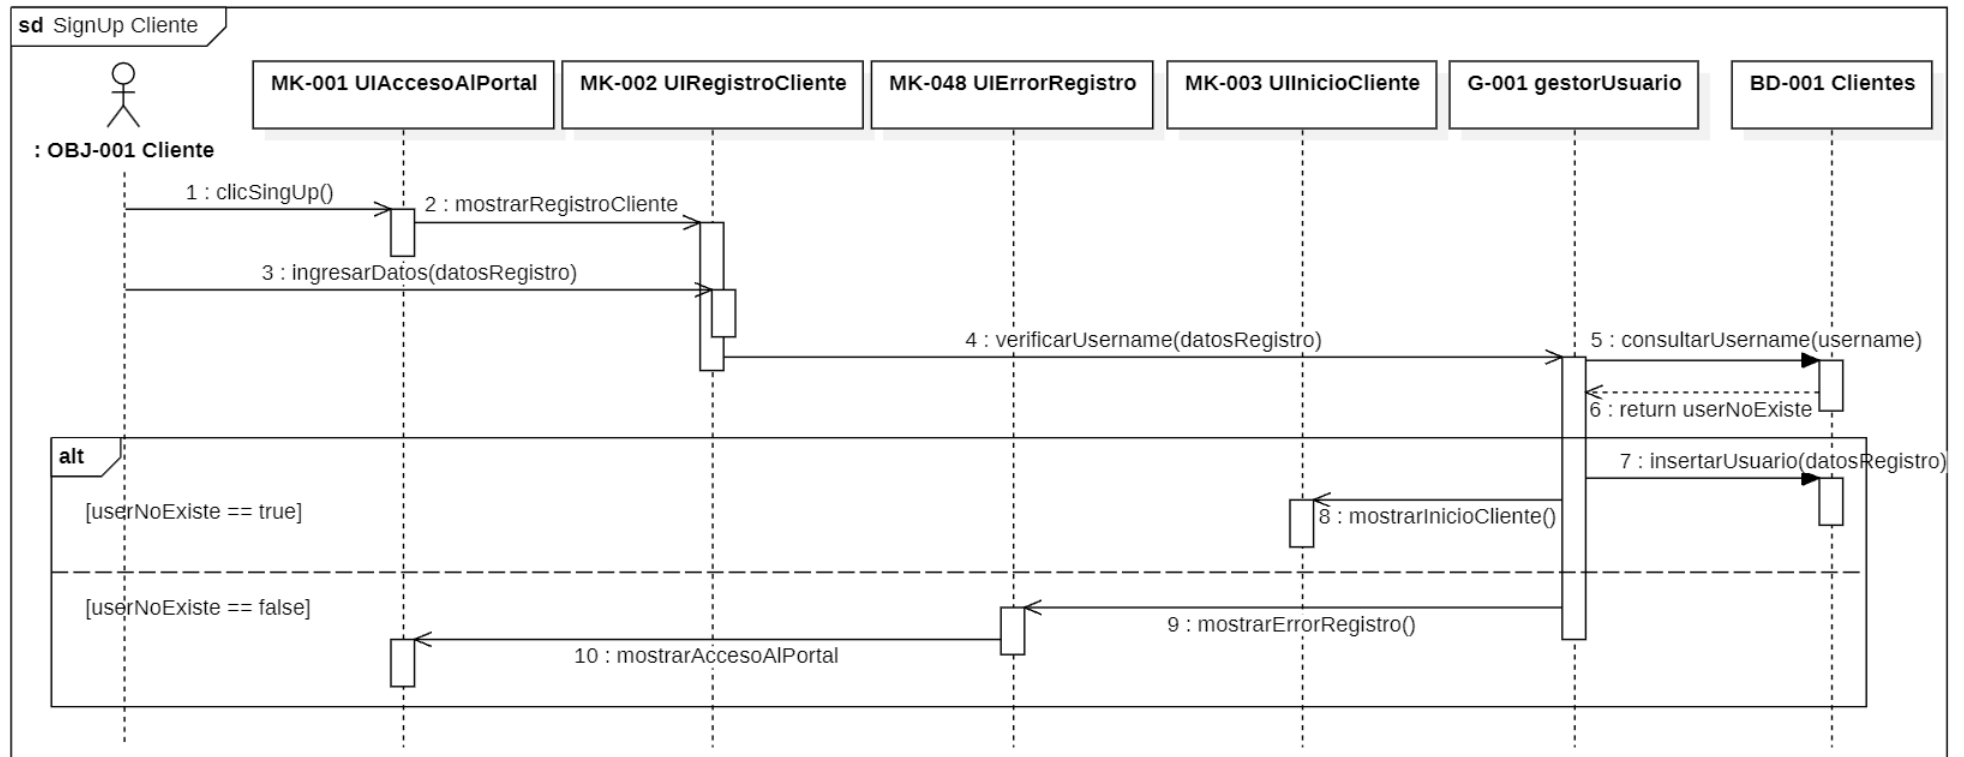 sd SignUp Cliente
MK-001 UIAccesoAlPortal
MK-002 UIRegistroCliente
MK-048 UIErrorRegistro
MK-003 UIInicioCliente
G-001 gestorUsuario
BD-001 Clientes
: OBJ-001 Cliente
1 : clicSingUp()
2 : mostrarRegistroCliente
3 : ingresarDatos(datosRegistro)
4 : verificarUsername(datosRegistro)
5 : consultarUsername(username)
6 : return userNoExiste
alt
7 : insertarUsuario(datosRegistro)
[userNoExiste == true]
8 : mostrarInicioCliente()
[userNoExiste == false]
9 : mostrarErrorRegistro()
10 : mostrarAccesoAlPortal